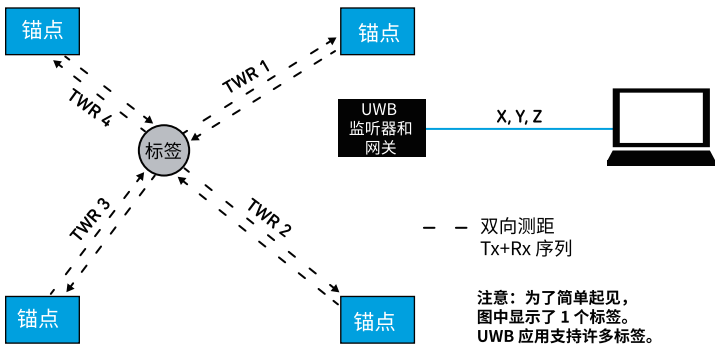 锚点
锚点
TWR 1
TWR 4
UWB
监听器和
网关
X, Y, Z
标签
TWR 3
TWR 2
双向测距
Tx+Rx 序列
锚点
锚点
注意：为了简单起见，
图中显示了 1 个标签。
UWB 应用支持许多标签。